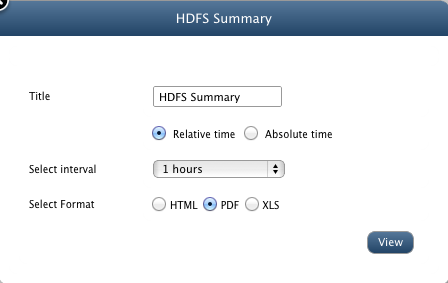 HDFS Summary
Title HDFS Summary
Relative time Absolute time
Select interval 1 hours
Select Format HTML PDF XLS
View